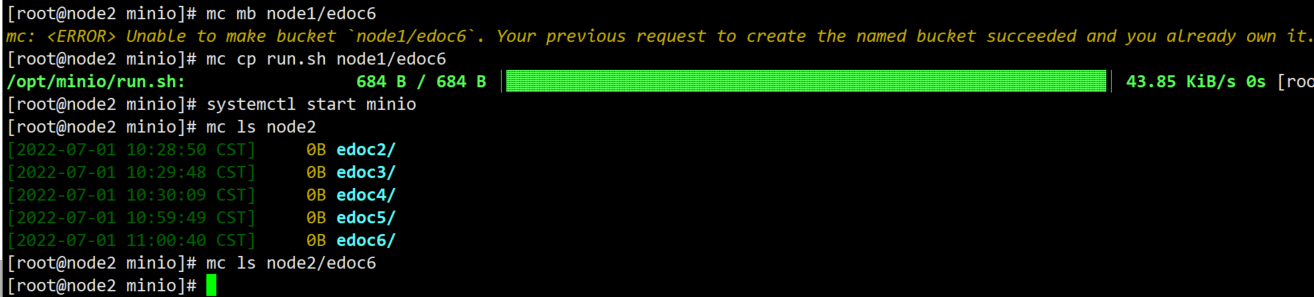 [root@node2 minio]# mc mb node1/edoc6
mc: <ERROR> Unable to make bucket `node1/edoc6`. Your previous request to create the named bucket succeeded and you already own it.
[root@node2 minio]# mc cp run.sh node1/edoc6
/opt/minio/run.sh: 684 B / 684 B 43.85 KiB/s 0s [roo
[root@node2 minio]# systemctl start minio
[root@node2 minio]# mc ls node2
[2022-07-01 10:28:50 CST] 0B edoc2/
[2022-07-01 10:29:48 CST] 0B edoc3/
[2022-07-01 10:30:09 CST] 0B edoc4/
[2022-07-01 10:59:49 CST] 0B edoc5/
[2022-07-01 11:00:40 CST] 0B edoc6/
[root@node2 minio]# mc ls node2/edoc6
[root@node2 minio]#